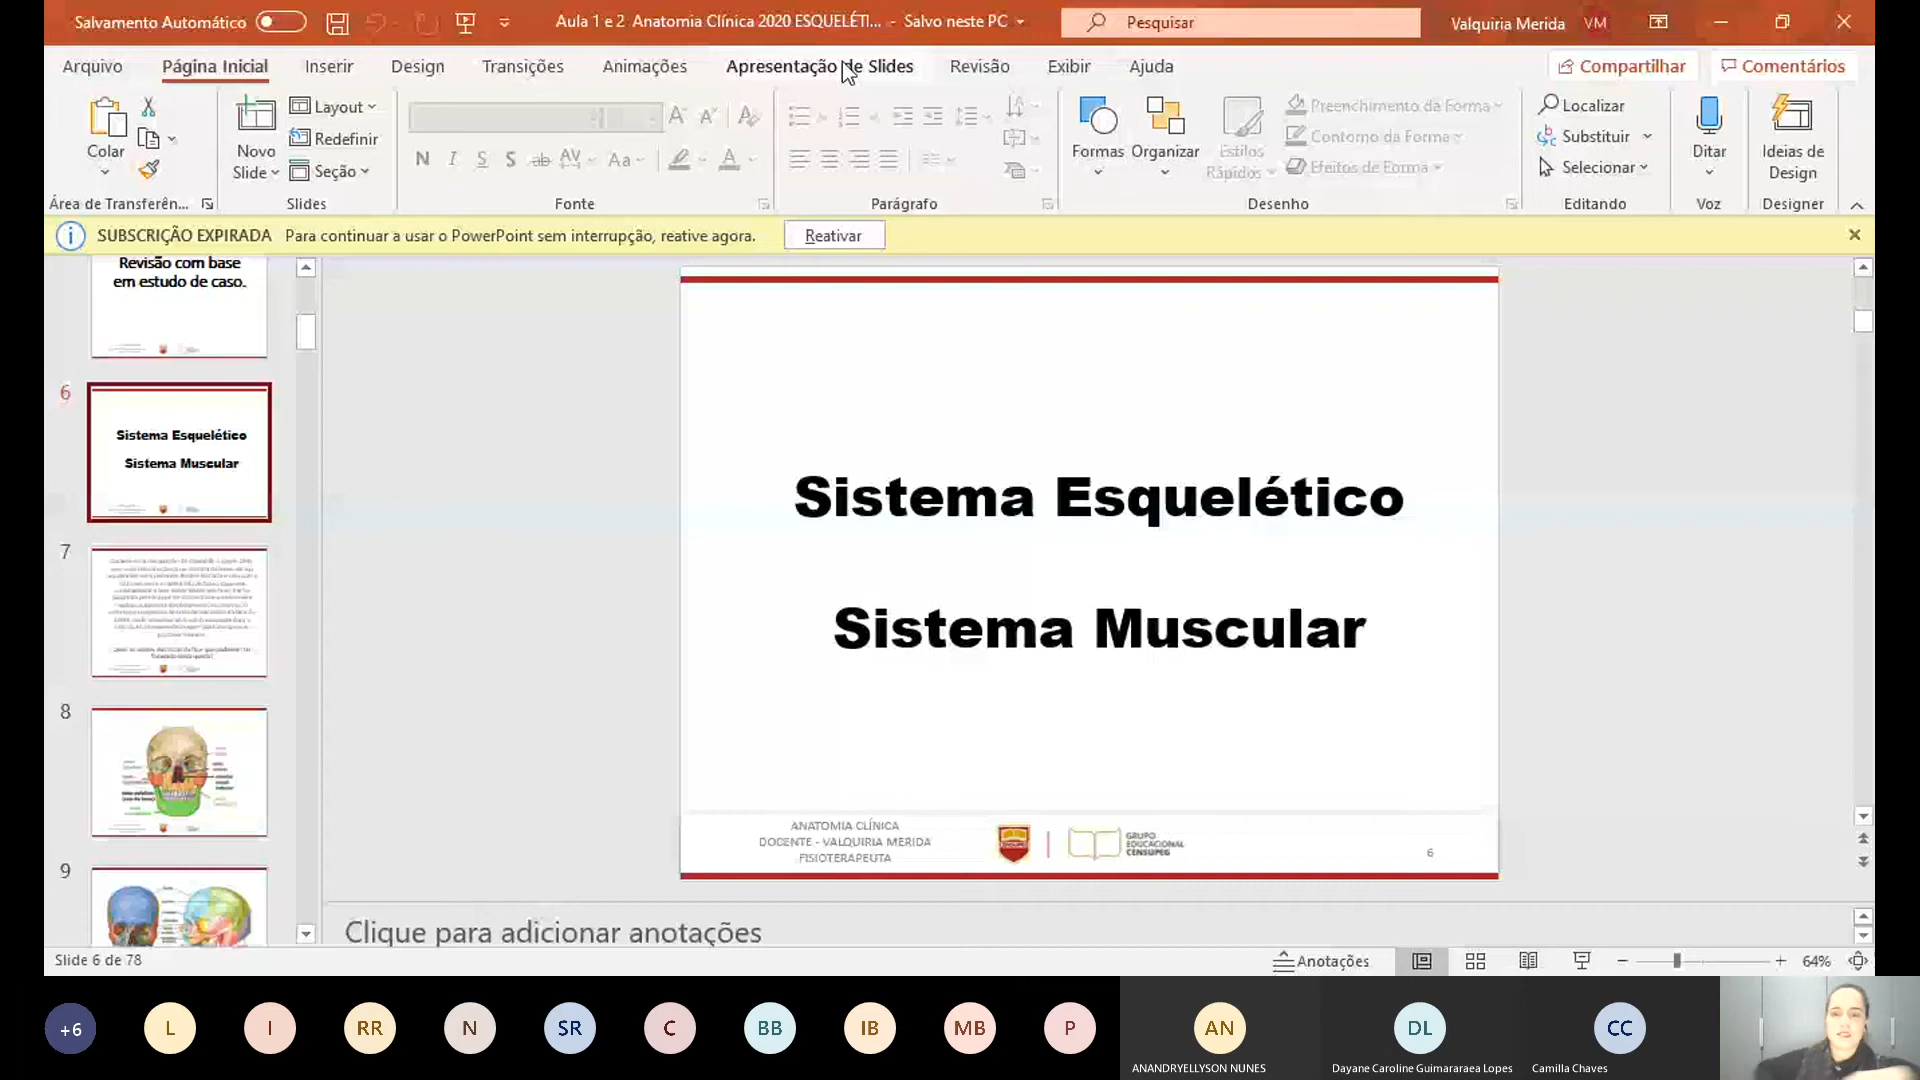 Salvamento Automático
Aula 1 e 2 Anatomia Clínica 2020 ESQUELÉTI... - Salvo neste PC
Pesquisar
Valquiria Merida
VM
Arquivo
Página Inicial
Inserir
Design
Transições
Animações
Apresentação de Slides
Revisão
Exibir
Ajuda
Compartilhar
Comentários
Colar
Novo
Slide
Layout
Redefinir
Seção
N I S S ab AV Aa A
Formas
Organizar
Estilos
Rápidos
Preenchimento da Forma
Contorno da Forma
Efeitos de Forma
Localizar
Substituir
Selecionar
Ditar
Ideias de
Design
Área de Transferên...
Slides
Fonte
Parágrafo
Desenho
Editando
Voz
Designer
SUBSCRIÇÃO EXPIRADA Para continuar a usar o PowerPoint sem interrupção, reative agora.
Reativar
Revisão com base
em estudo de caso.
6
Sistema Esquelético
Sistema Muscular
7
8
9
Sistema Esquelético
Sistema Muscular
ANATOMIA CLÍNICA
DOCENTE - VALQUIRIA MERIDA
FISIOTERAPEUTA
GRUPO
EDUCACIONAL
CENSUPEG
6
Clique para adicionar anotações
Slide 6 de 78
Anotações
64%
+6
L
I
RR
N
SR
C
BB
IB
MB
P
AN
ANANDRYELLYSON NUNES
DL
Dayane Caroline Guimararaea Lopes
CC
Camilla Chaves